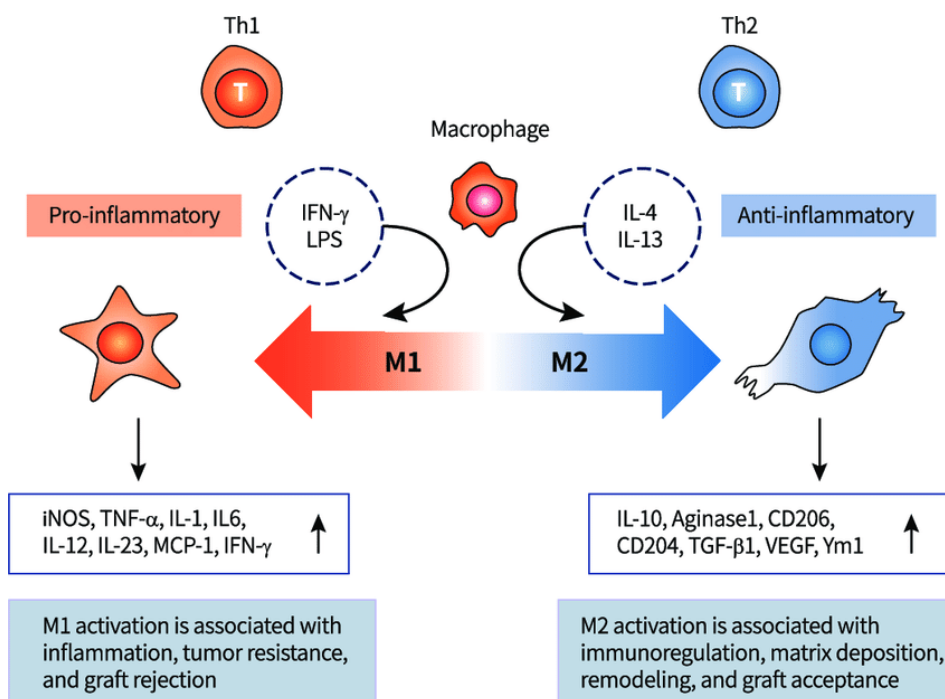 Th1
Th2
T
T
Macrophage
Pro-inflammatory
IFN-γ
LPS
IL-4
IL-13
Anti-inflammatory
M1
M2
iNOS, TNF-α, IL-1, IL6,
IL-12, IL-23, MCP-1, IFN-γ
IL-10, Aginase1, CD206,
CD204, TGF-β1, VEGF, Ym1
M1 activation is associated with
inflammation, tumor resistance,
and graft rejection
M2 activation is associated with
immunoregulation, matrix deposition,
remodeling, and graft acceptance